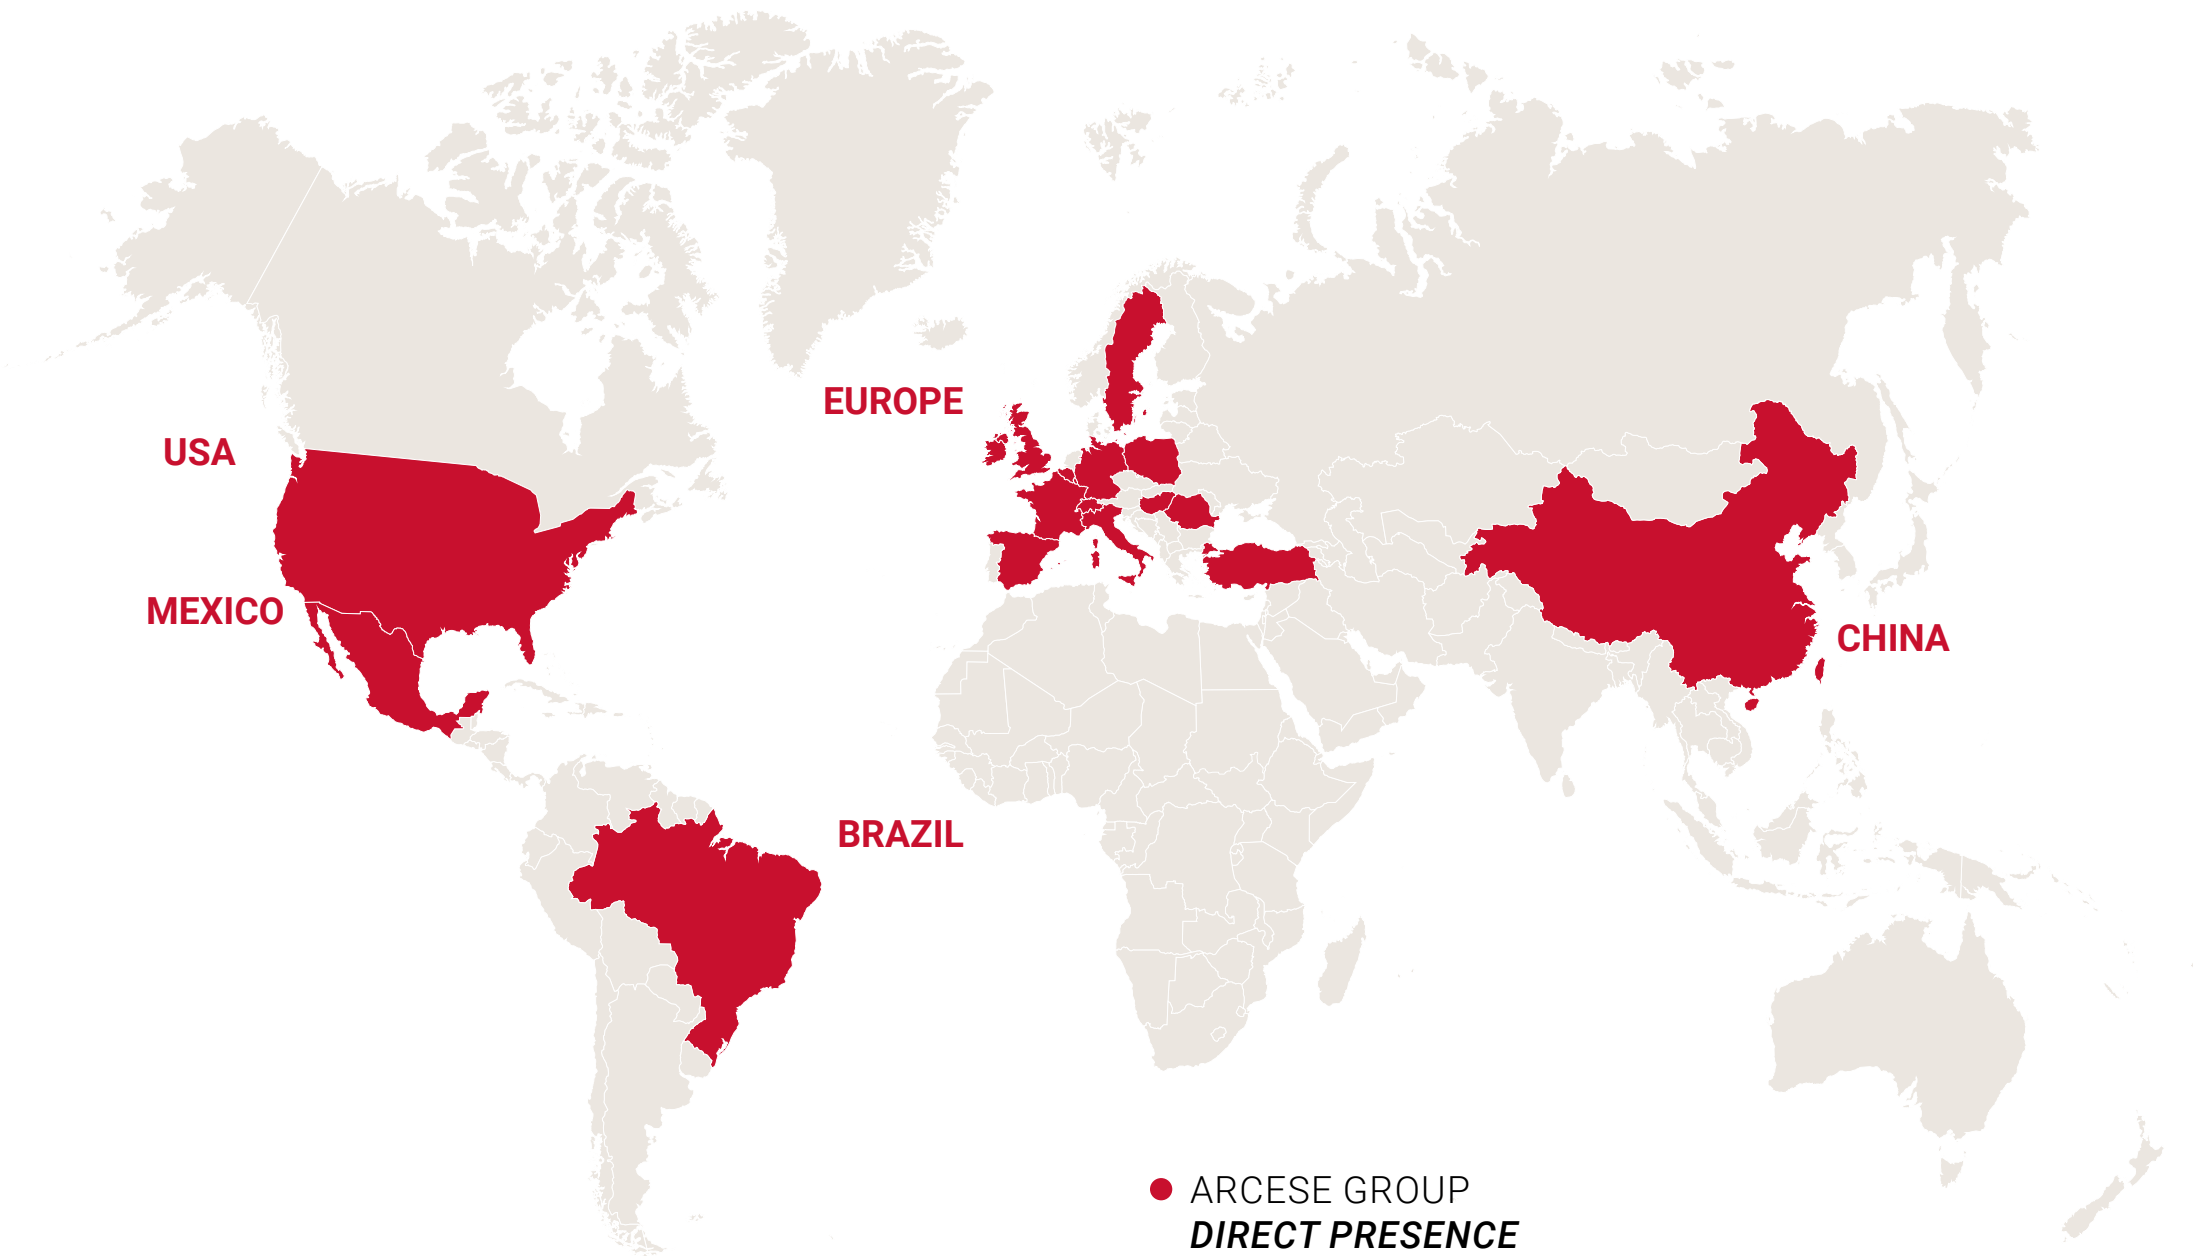 EUROPE
USA
MEXICO
CHINA
BRAZIL
ARCESE GROUP
DIRECT PRESENCE